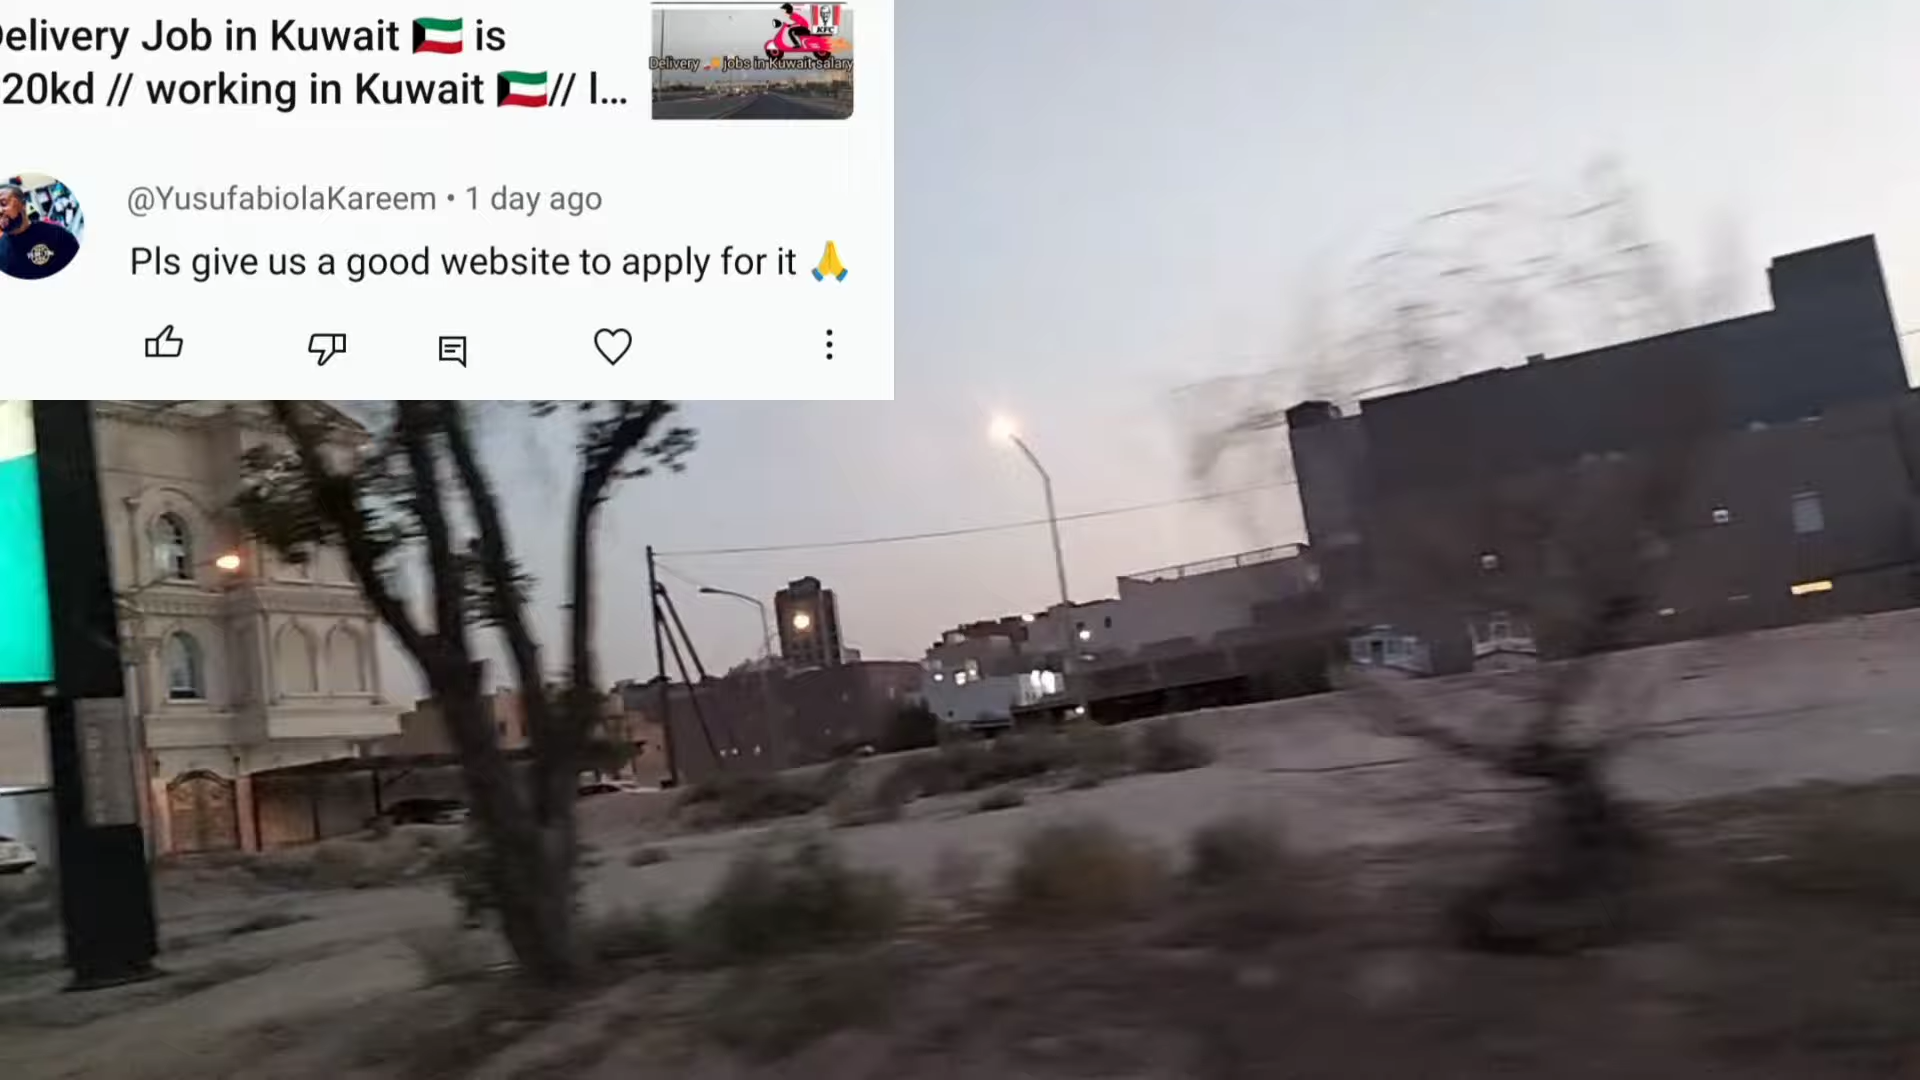 elivery Job in Kuwait 🇰🇼 is
20kd // working in Kuwait 🇰🇼// l...
KFC
Delivery 🛵 jobs in Kuwait salary
@YusufabiolaKareem • 1 day ago
Pls give us a good website to apply for it 🙏